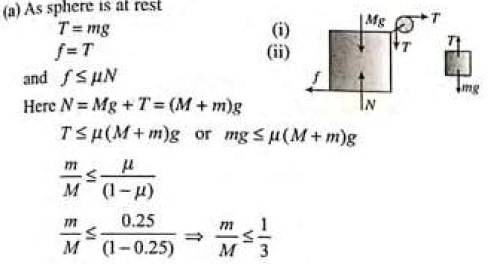 (a) As sphere is at rest
T = mg (i)
f = T (ii)
and f ≤ μN
Here N = Mg + T = (M + m)g
T ≤ μ(M + m)g or mg ≤ μ(M + m)g
m/M ≤ μ/(1 − μ)
m/M ≤ 0.25/(1 − 0.25) ⇒ m/M ≤ 1/3
Mg
T
T
T
f
N
mg